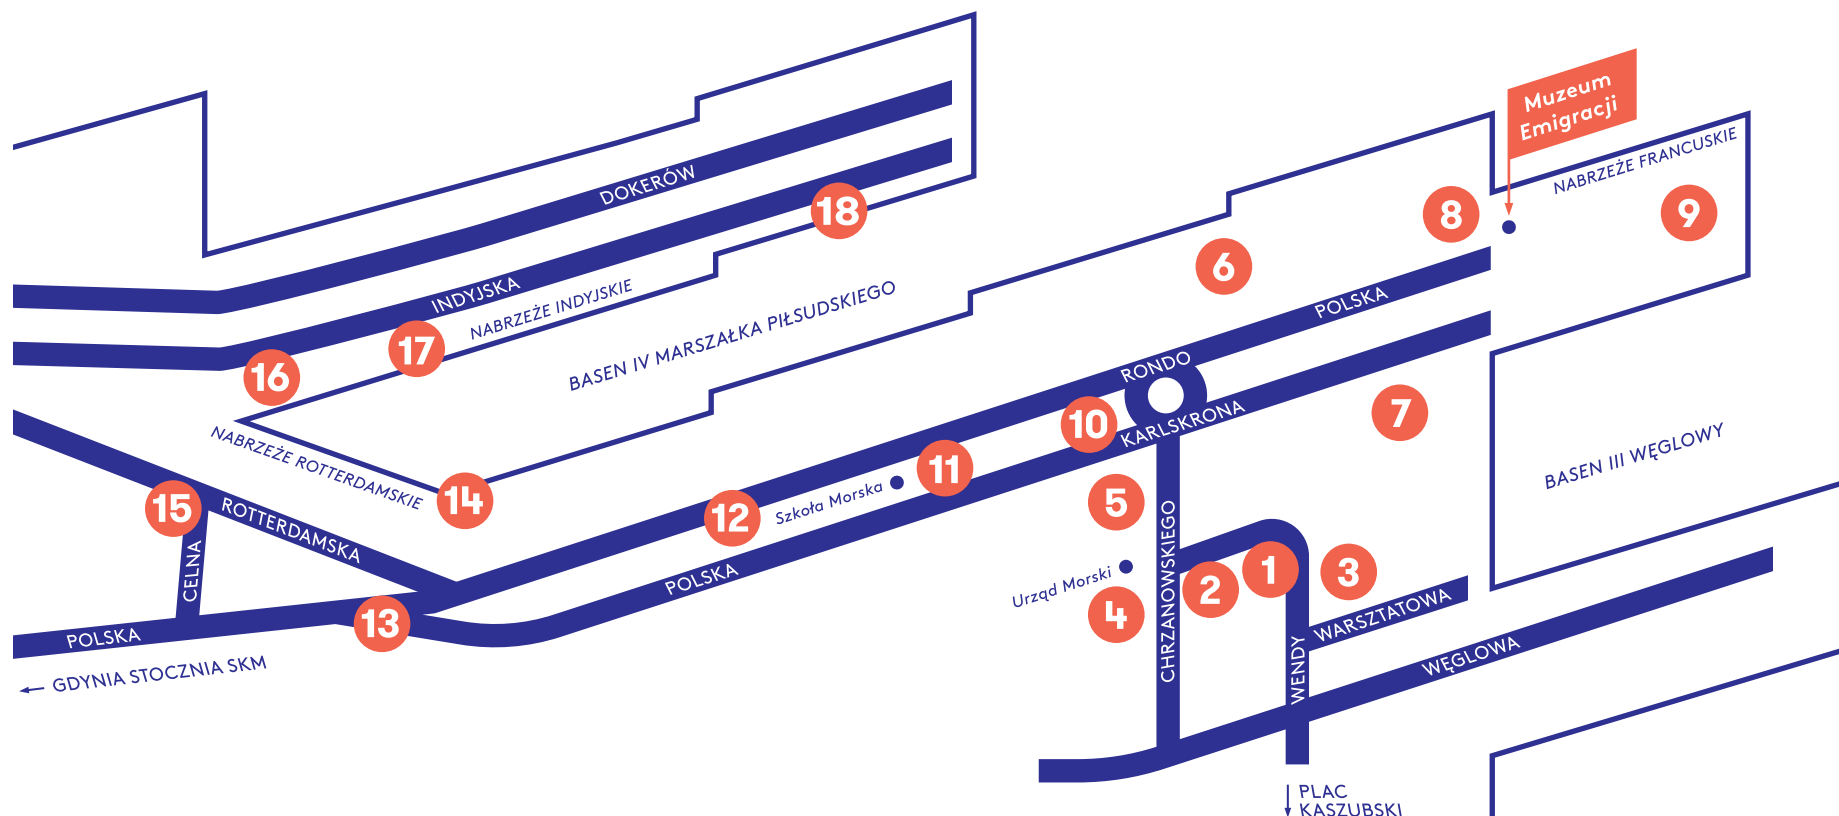 Muzeum
Emigracji
NABRZEŻE FRANCUSKIE
DOKERÓW
18
8
9
6
INDYJSKA
NABRZEŻE INDYJSKIE
BASEN IV MARSZAŁKA PIŁSUDSKIEGO
POLSKA
17
16
RONDO
KARLSKRONA
10
7
NABRZEŻE ROTTERDAMSKIE
14
11
BASEN III WĘGLOWY
15
ROTTERDAMSKA
12
Szkoła Morska
5
CELNA
POLSKA
CHRZANOWSKIEGO
Urząd Morski
1
2
3
4
13
WARSZTATOWA
POLSKA
WENDY
WĘGLOWA
GDYNIA STOCZNIA SKM
PLAC
KASZUBSKI